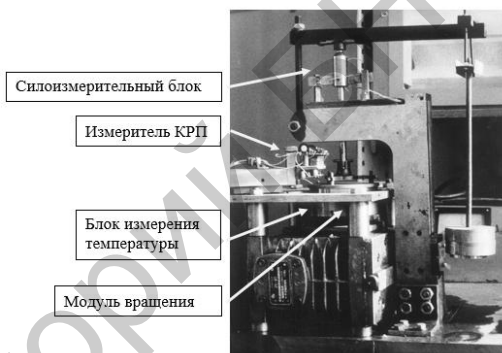 Силоизмерительный блок
Измеритель КРП
Блок измерения
температуры
Модуль вращения